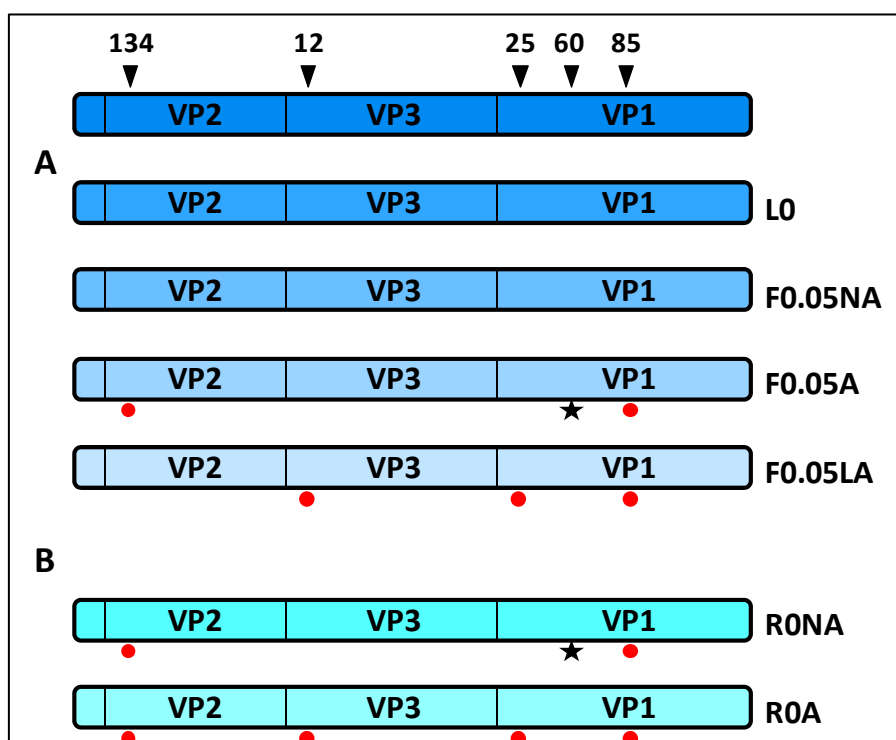 134 12 25 60 85
VP2 VP3 VP1
A
VP2 VP3 VP1 L0
VP2 VP3 VP1 F0.05NA
VP2 VP3 VP1 F0.05A
VP2 VP3 VP1 F0.05LA
B
VP2 VP3 VP1 R0NA
VP2 VP3 VP1 R0A